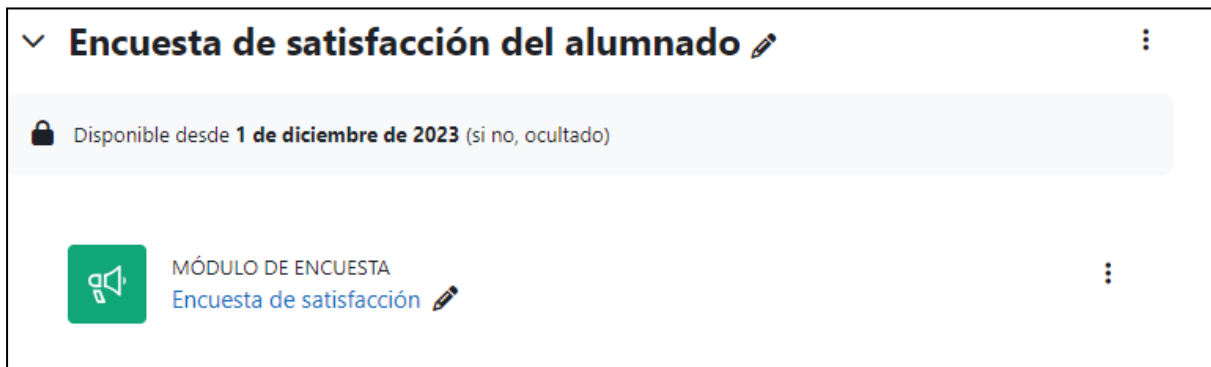 Encuesta de satisfacción del alumnado
Disponible desde 1 de diciembre de 2023 (si no, ocultado)
MÓDULO DE ENCUESTA
Encuesta de satisfacción